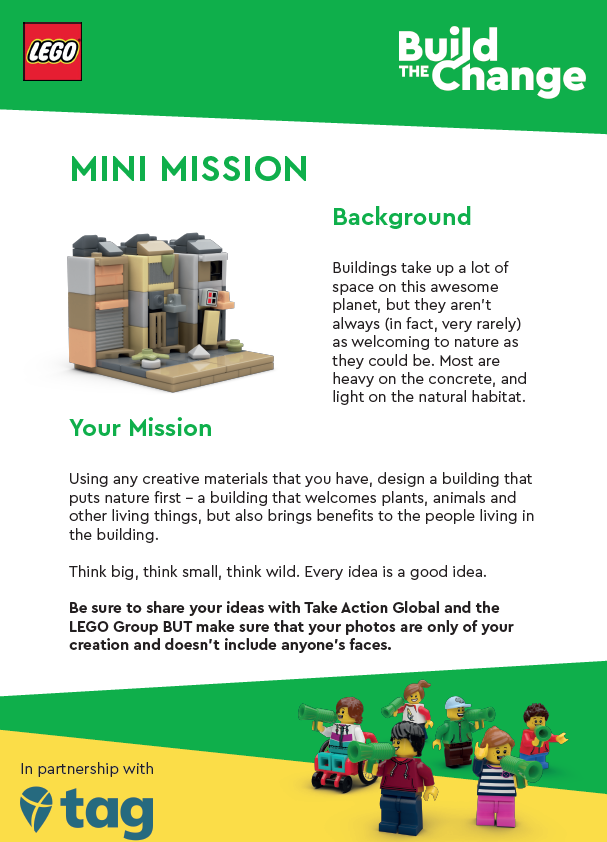 LEGO
Build
THE Change
MINI MISSION
Background
Buildings take up a lot of
space on this awesome
planet, but they aren't
always (in fact, very rarely)
as welcoming to nature as
they could be. Most are
heavy on the concrete, and
light on the natural habitat.
Your Mission
Using any creative materials that you have, design a building that
puts nature first – a building that welcomes plants, animals and
other living things, but also brings benefits to the people living in
the building.
Think big, think small, think wild. Every idea is a good idea.
Be sure to share your ideas with Take Action Global and the
LEGO Group BUT make sure that your photos are only of your
creation and doesn't include anyone's faces.
In partnership with
tag